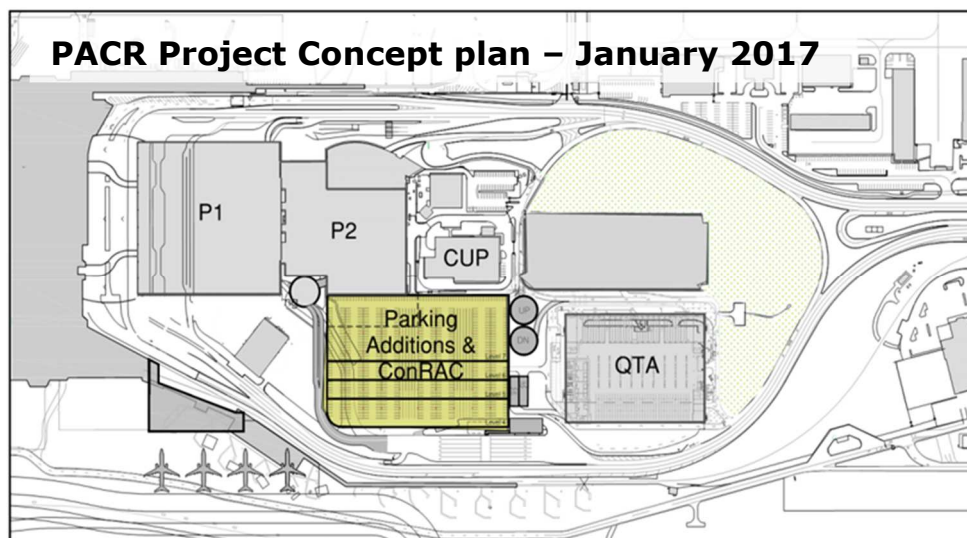 PACR Project Concept plan – January 2017
P1
P2
CUP
UP
DN
Parking
Additions &
ConRAC
QTA